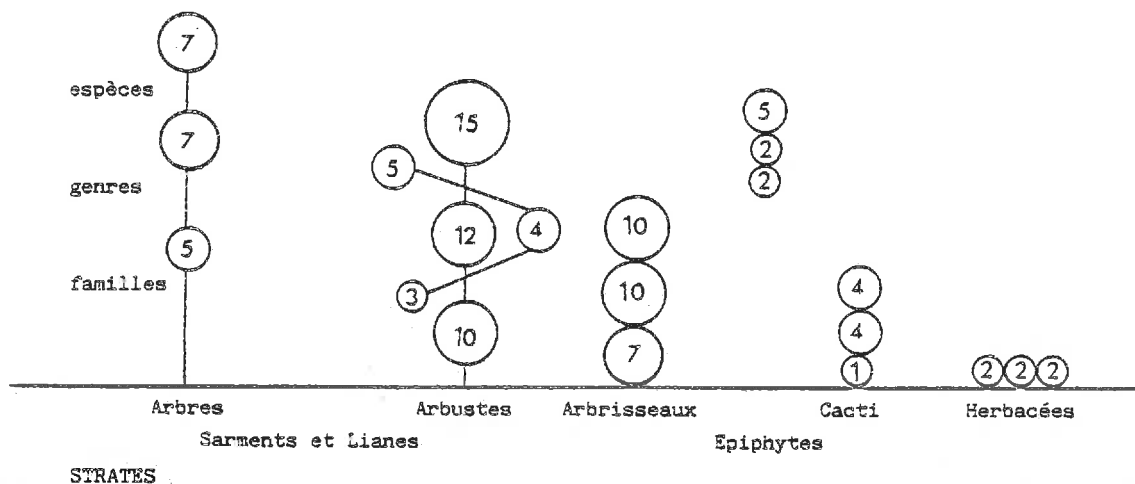 7
espèces
5
15
7
2
5
genres
2
10
12
4
5
familles
4
3
10
4
10
7
1
2 2 2
Arbres Arbustes Arbrisseaux Cacti Herbacées
Sarments et Lianes Epiphytes
STRATES